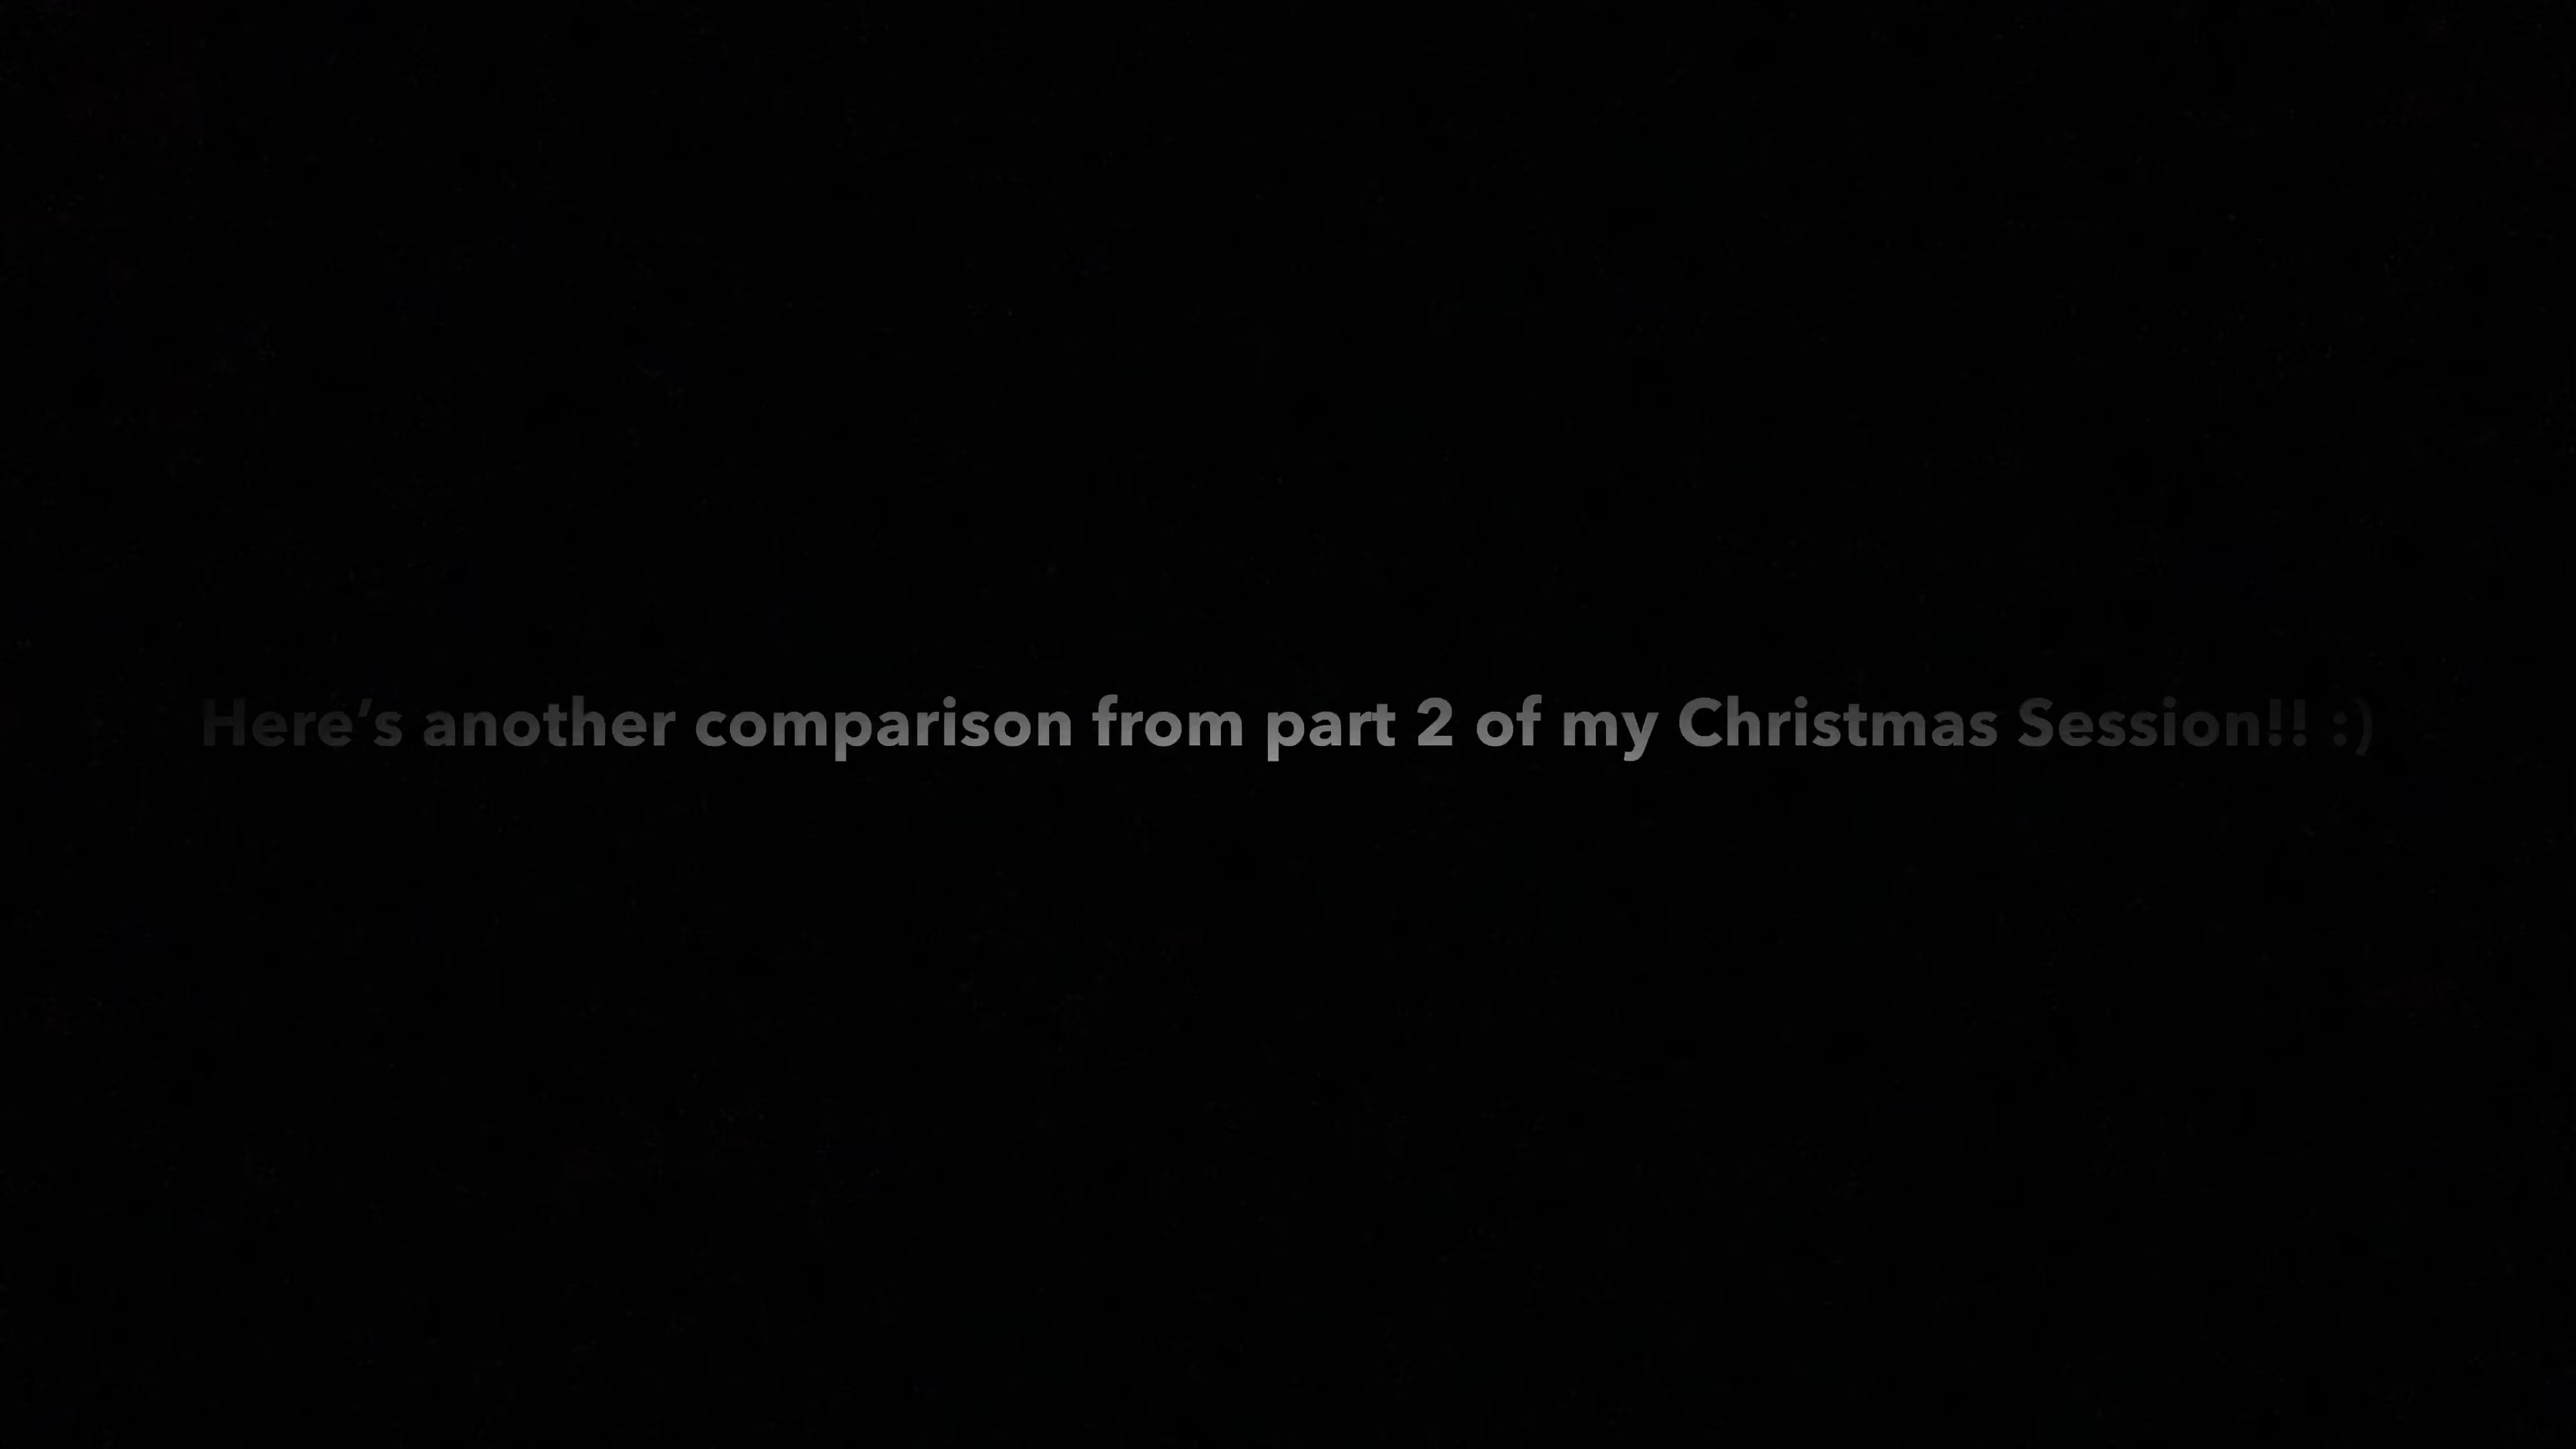 Here’s another comparison from part 2 of my Christmas Session!! :)